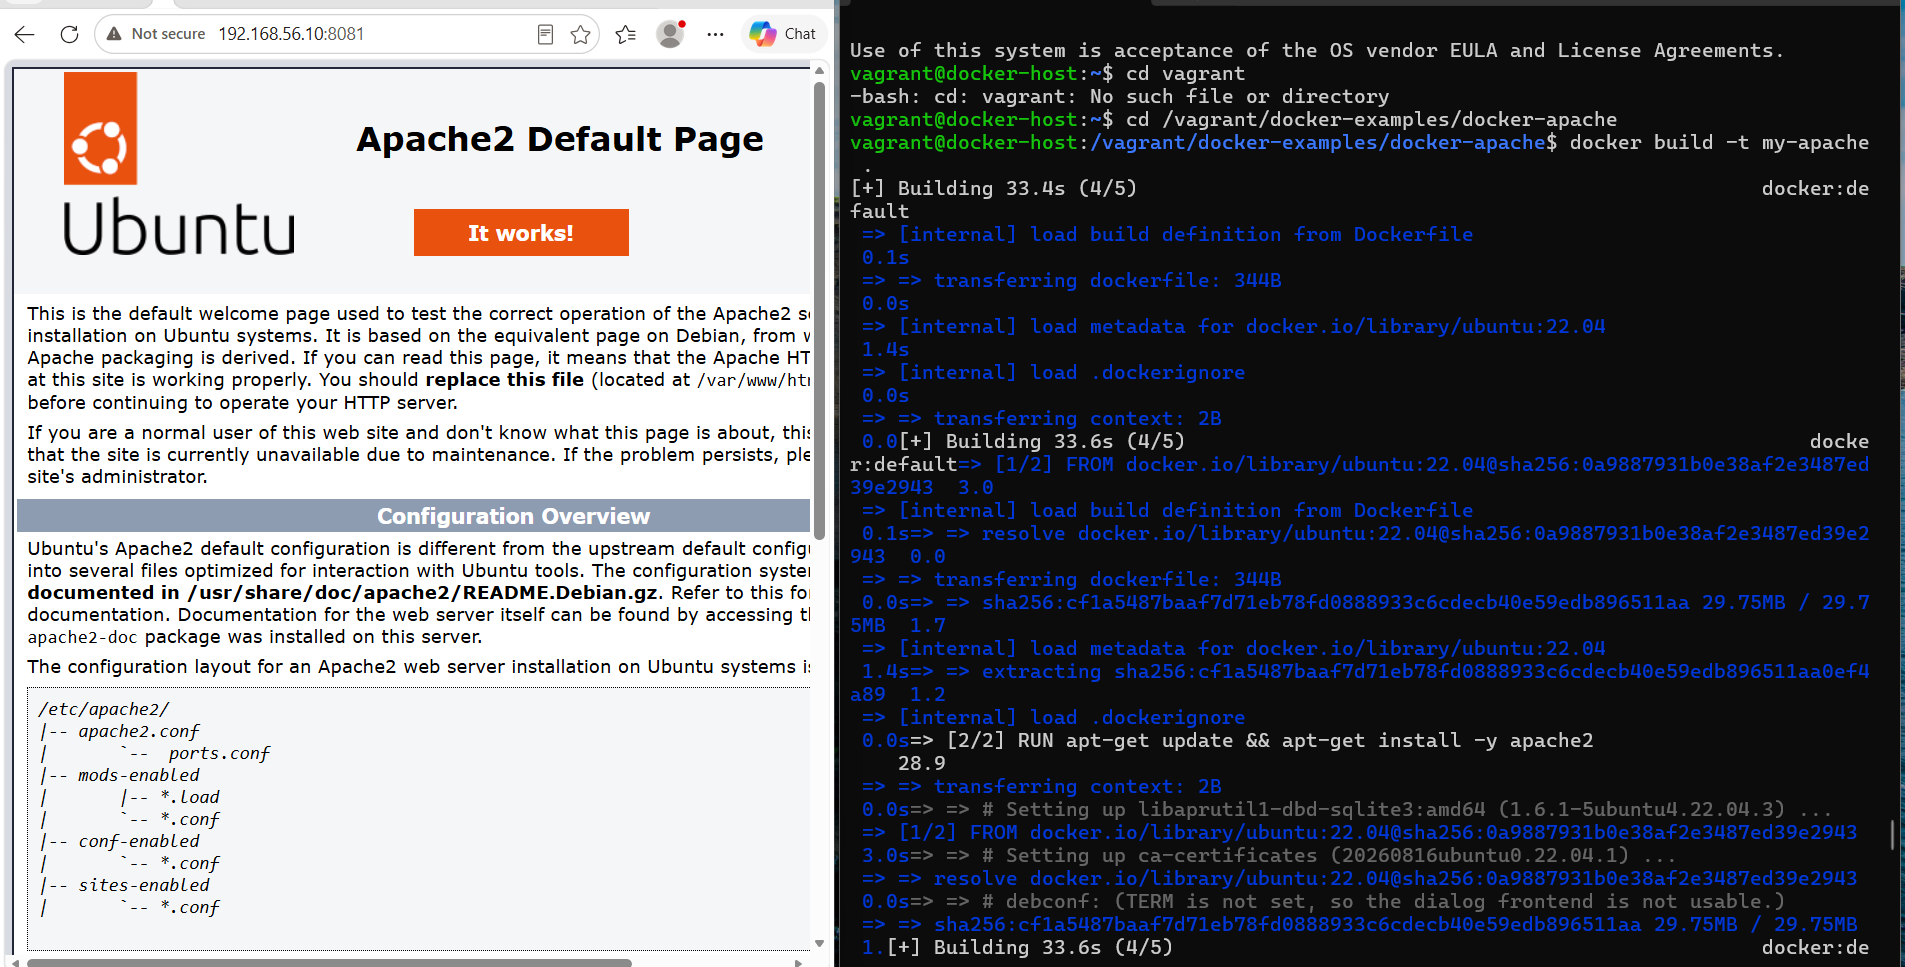 Not secure 192.168.56.10:8081
Chat
Ubuntu
Apache2 Default Page
It works!
This is the default welcome page used to test the correct operation of the Apache2 s
installation on Ubuntu systems. It is based on the equivalent page on Debian, from
Apache packaging is derived. If you can read this page, it means that the Apache HT
at this site is working properly. You should replace this file (located at /var/www/ht
before continuing to operate your HTTP server.
If you are a normal user of this web site and don't know what this page is about, this
that the site is currently unavailable due to maintenance. If the problem persists, ple
site's administrator.
Configuration Overview
Ubuntu's Apache2 default configuration is different from the upstream default config
into several files optimized for interaction with Ubuntu tools. The configuration syste
documented in /usr/share/doc/apache2/README.Debian.gz. Refer to this fo
documentation. Documentation for the web server itself can be found by accessing t
apache2-doc package was installed on this server.
The configuration layout for an Apache2 web server installation on Ubuntu systems is
/etc/apache2/
|-- apache2.conf
|       `--  ports.conf
|-- mods-enabled
|       |-- *.load
|       `-- *.conf
|-- conf-enabled
|       `-- *.conf
|-- sites-enabled
|       `-- *.conf
Use of this system is acceptance of the OS vendor EULA and License Agreements.
vagrant@docker-host:~$ cd vagrant
-bash: cd: vagrant: No such file or directory
vagrant@docker-host:~$ cd /vagrant/docker-examples/docker-apache
vagrant@docker-host:/vagrant/docker-examples/docker-apache$ docker build -t my-apache
 .
[+] Building 33.4s (4/5)                                                    docker:de
fault
 => [internal] load build definition from Dockerfile
 0.1s
 => => transferring dockerfile: 344B
 0.0s
 => [internal] load metadata for docker.io/library/ubuntu:22.04
 1.4s
 => [internal] load .dockerignore
 0.0s
 => => transferring context: 2B
 0.0[+] Building 33.6s (4/5)                                                    docke
r:default=> [1/2] FROM docker.io/library/ubuntu:22.04@sha256:0a9887931b0e38af2e3487ed
39e2943  3.0
 => [internal] load build definition from Dockerfile
 0.1s=> => resolve docker.io/library/ubuntu:22.04@sha256:0a9887931b0e38af2e3487ed39e2
943  0.0
 => => transferring dockerfile: 344B
 0.0s=> => sha256:cf1a5487baaf7d71eb78fd0888933c6cdecb40e59edb896511aa 29.75MB / 29.7
5MB  1.7
 => [internal] load metadata for docker.io/library/ubuntu:22.04
 1.4s=> => extracting sha256:cf1a5487baaf7d71eb78fd0888933c6cdecb40e59edb896511aa0ef4
a89  1.2
 => [internal] load .dockerignore
 0.0s=> [2/2] RUN apt-get update && apt-get install -y apache2
    28.9
 => => transferring context: 2B
 0.0s=> => # Setting up libaprutil1-dbd-sqlite3:amd64 (1.6.1-5ubuntu4.22.04.3) ...
 => [1/2] FROM docker.io/library/ubuntu:22.04@sha256:0a9887931b0e38af2e3487ed39e2943
 3.0s=> => # Setting up ca-certificates (20260816ubuntu0.22.04.1) ...
 => => resolve docker.io/library/ubuntu:22.04@sha256:0a9887931b0e38af2e3487ed39e2943
 0.0s=> => # debconf: (TERM is not set, so the dialog frontend is not usable.)
 => => sha256:cf1a5487baaf7d71eb78fd0888933c6cdecb40e59edb896511aa 29.75MB / 29.75MB
 1.[+] Building 33.6s (4/5)                                                 docker:de